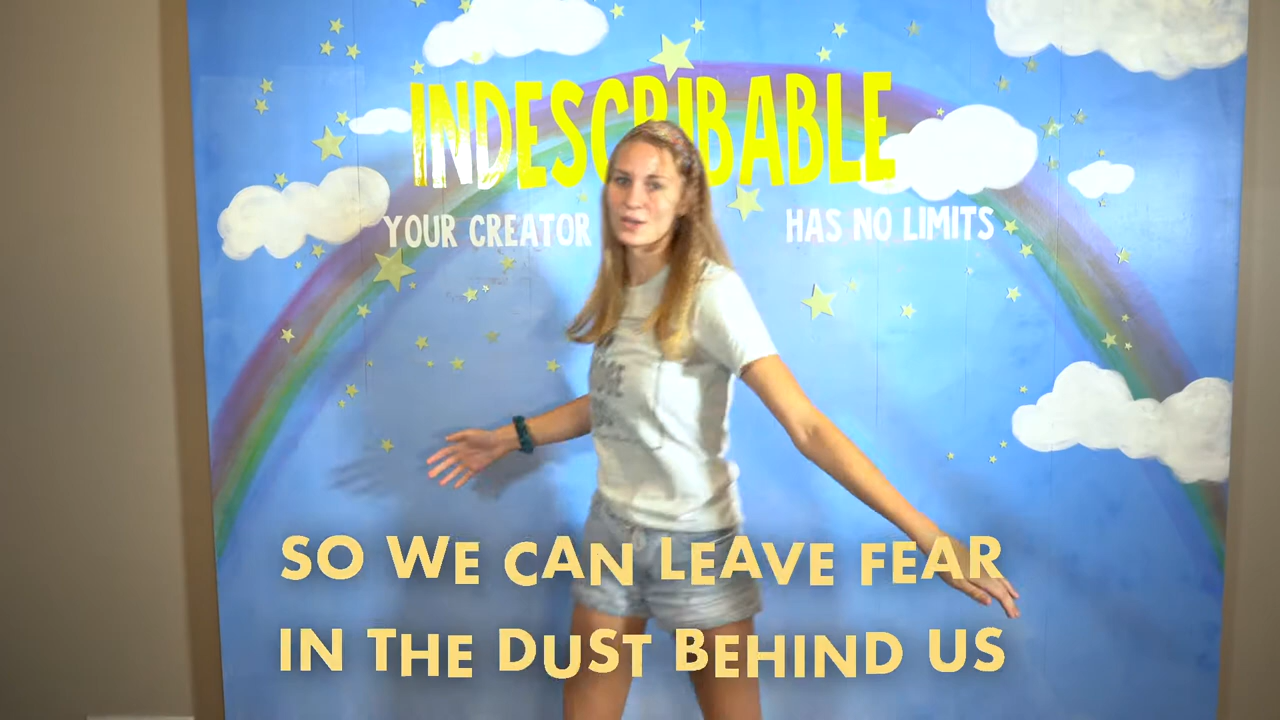 INDESCRIBABLE
YOUR CREATOR HAS NO LIMITS
SO WE CAN LEAVE FEAR
IN THE DUST BEHIND US